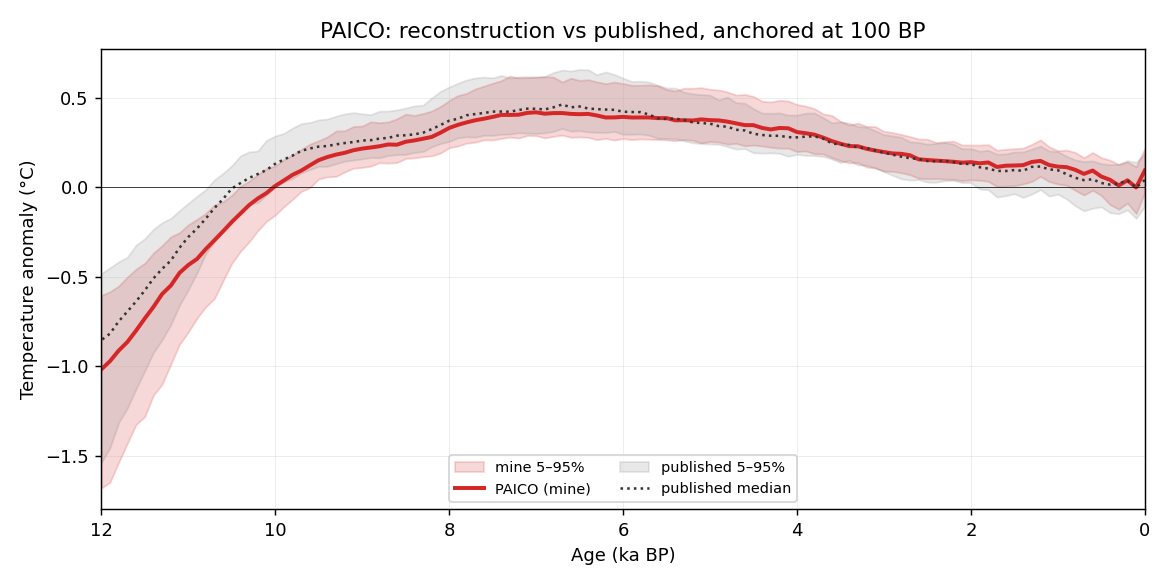 PAICO: reconstruction vs published, anchored at 100 BP
Temperature anomaly (°C)
0.5
0.0
−0.5
−1.0
−1.5
mine 5–95%
PAICO (mine)
published 5–95%
published median
12
10
8
6
4
2
0
Age (ka BP)